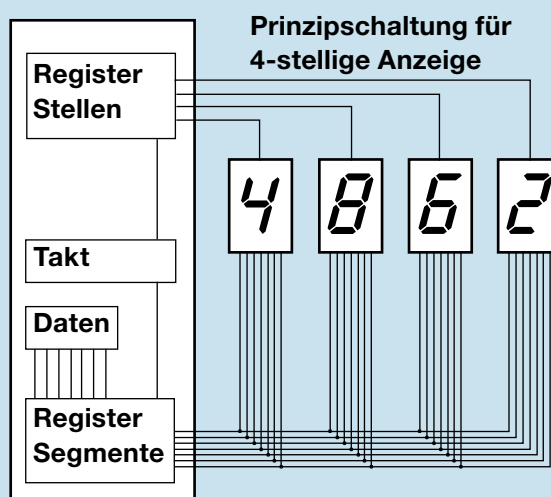 Prinzipschaltung für
4-stellige Anzeige
Register
Stellen
4 8 6 2
Takt
Daten
Register
Segmente